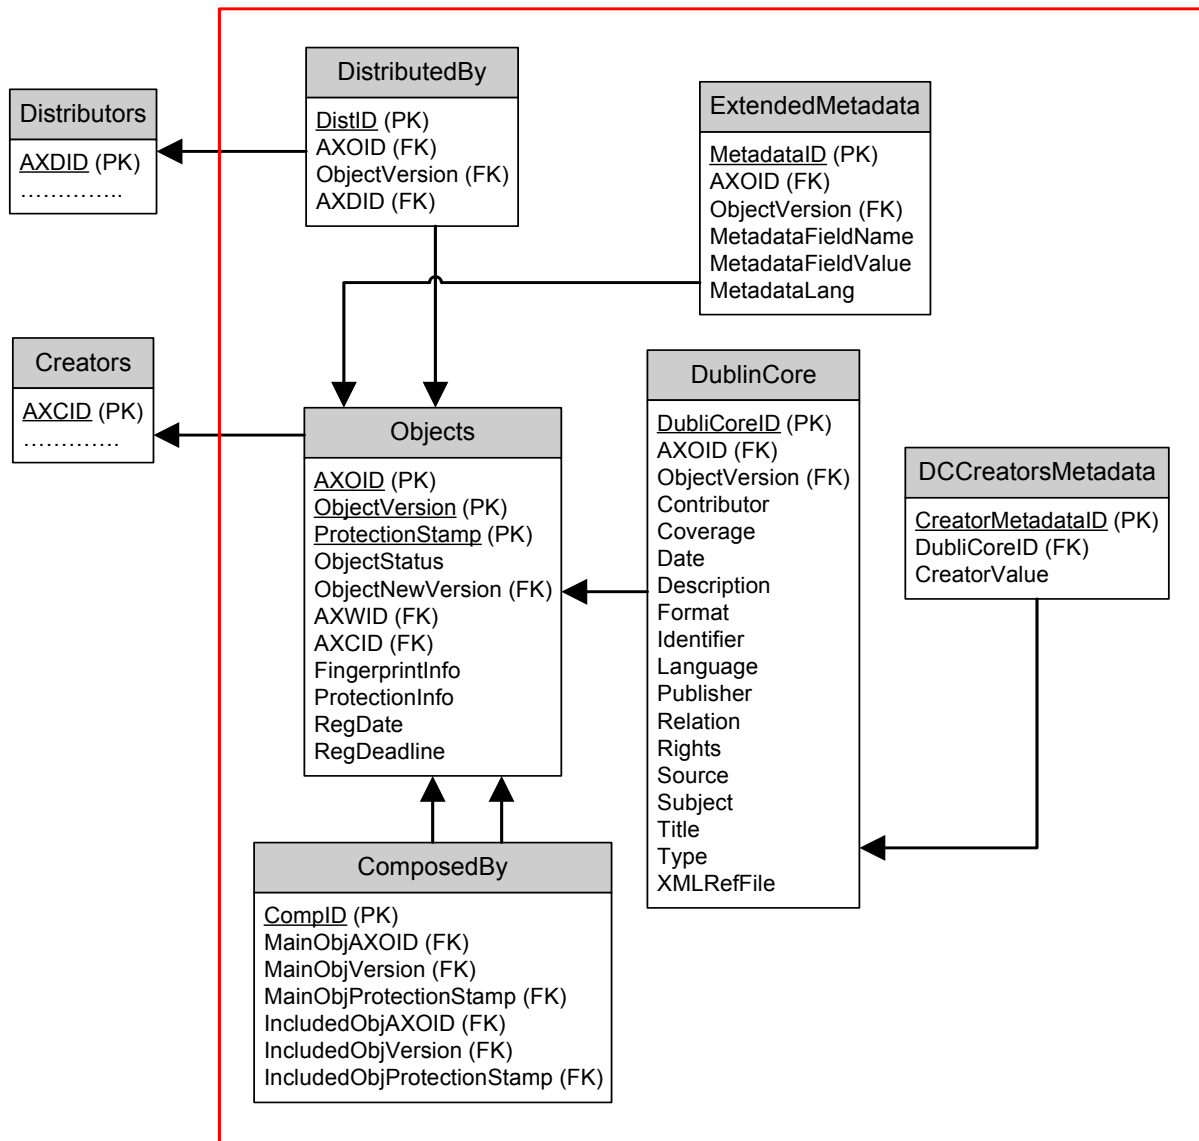 Distributors
AXDID (PK)
…………..
DistributedBy
DistID (PK)
AXOID (FK)
ObjectVersion (FK)
AXDID (FK)
ExtendedMetadata
MetadataID (PK)
AXOID (FK)
ObjectVersion (FK)
MetadataFieldName
MetadataFieldValue
MetadataLang
Creators
AXCID (PK)
………….
Objects
AXOID (PK)
ObjectVersion (PK)
ProtectionStamp (PK)
ObjectStatus
ObjectNewVersion (FK)
AXWID (FK)
AXCID (FK)
FingerprintInfo
ProtectionInfo
RegDate
RegDeadline
DublinCore
DubliCoreID (PK)
AXOID (FK)
ObjectVersion (FK)
Contributor
Coverage
Date
Description
Format
Identifier
Language
Publisher
Relation
Rights
Source
Subject
Title
Type
XMLRefFile
DCCreatorsMetadata
CreatorMetadataID (PK)
DubliCoreID (FK)
CreatorValue
ComposedBy
CompID (PK)
MainObjAXOID (FK)
MainObjVersion (FK)
MainObjProtectionStamp (FK)
IncludedObjAXOID (FK)
IncludedObjVersion (FK)
IncludedObjProtectionStamp (FK)